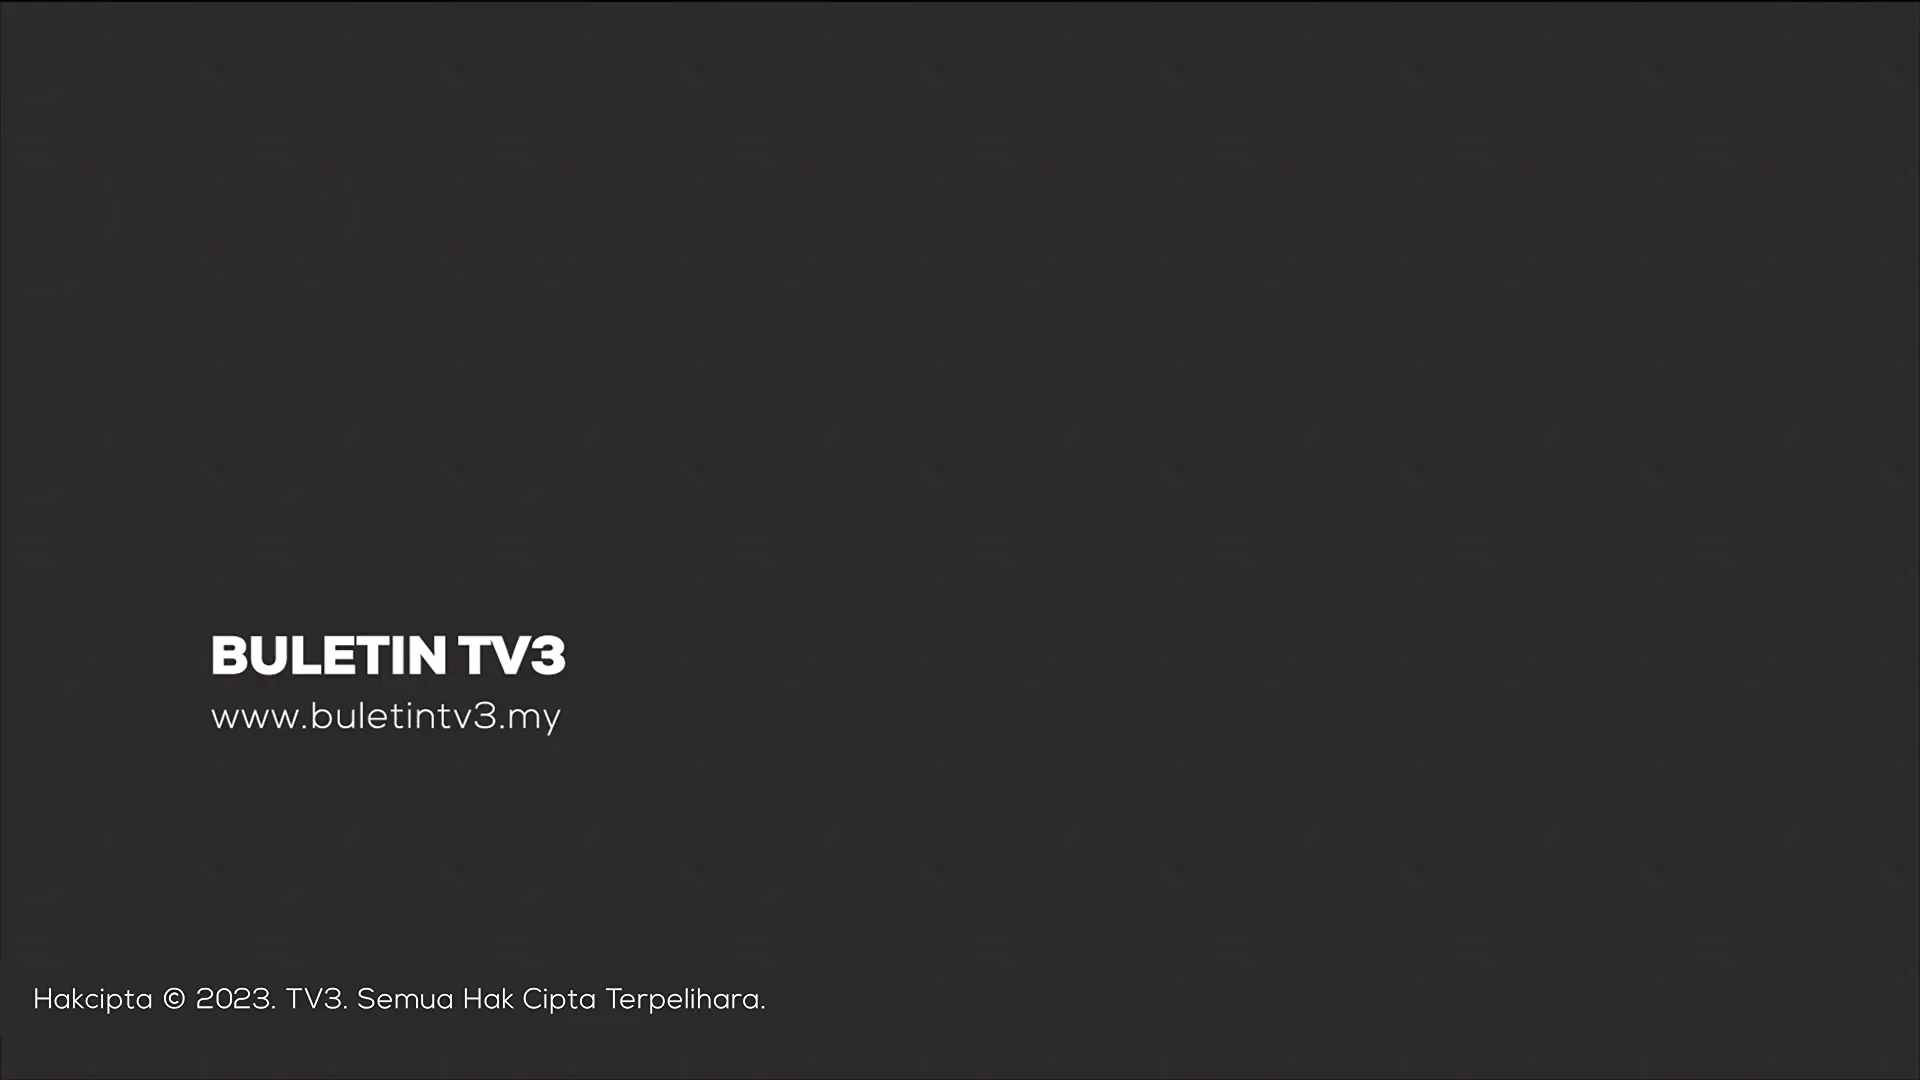 BULETIN TV3
www.buletintv3.my
Hakcipta © 2023. TV3. Semua Hak Cipta Terpelihara.